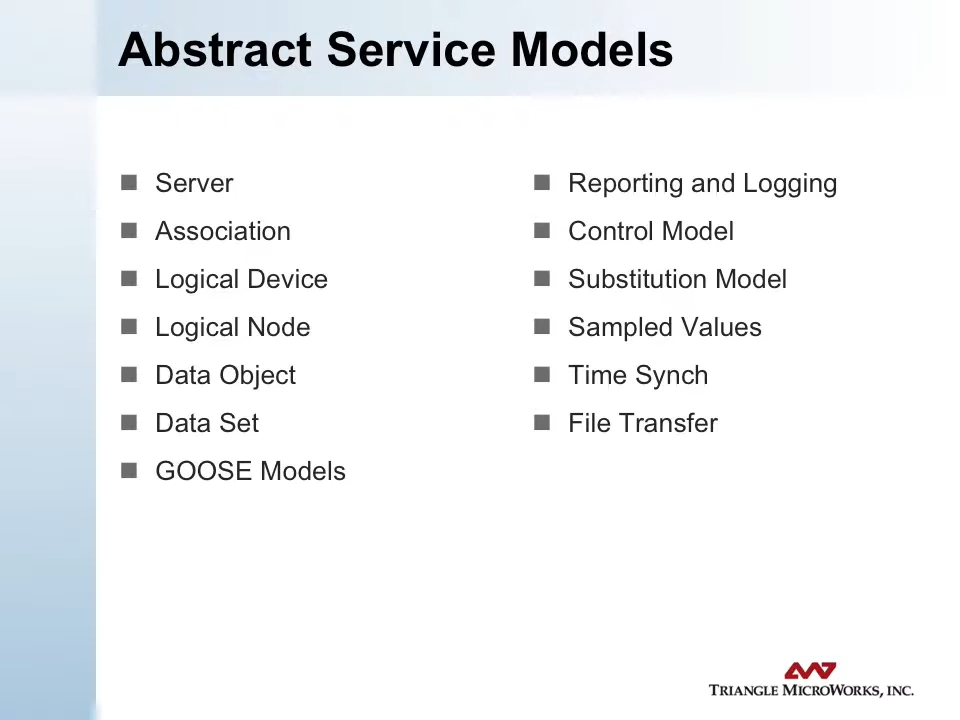 Abstract Service Models
Server
Association
Logical Device
Logical Node
Data Object
Data Set
GOOSE Models
Reporting and Logging
Control Model
Substitution Model
Sampled Values
Time Synch
File Transfer
TRIANGLE MICROWORKS, INC.